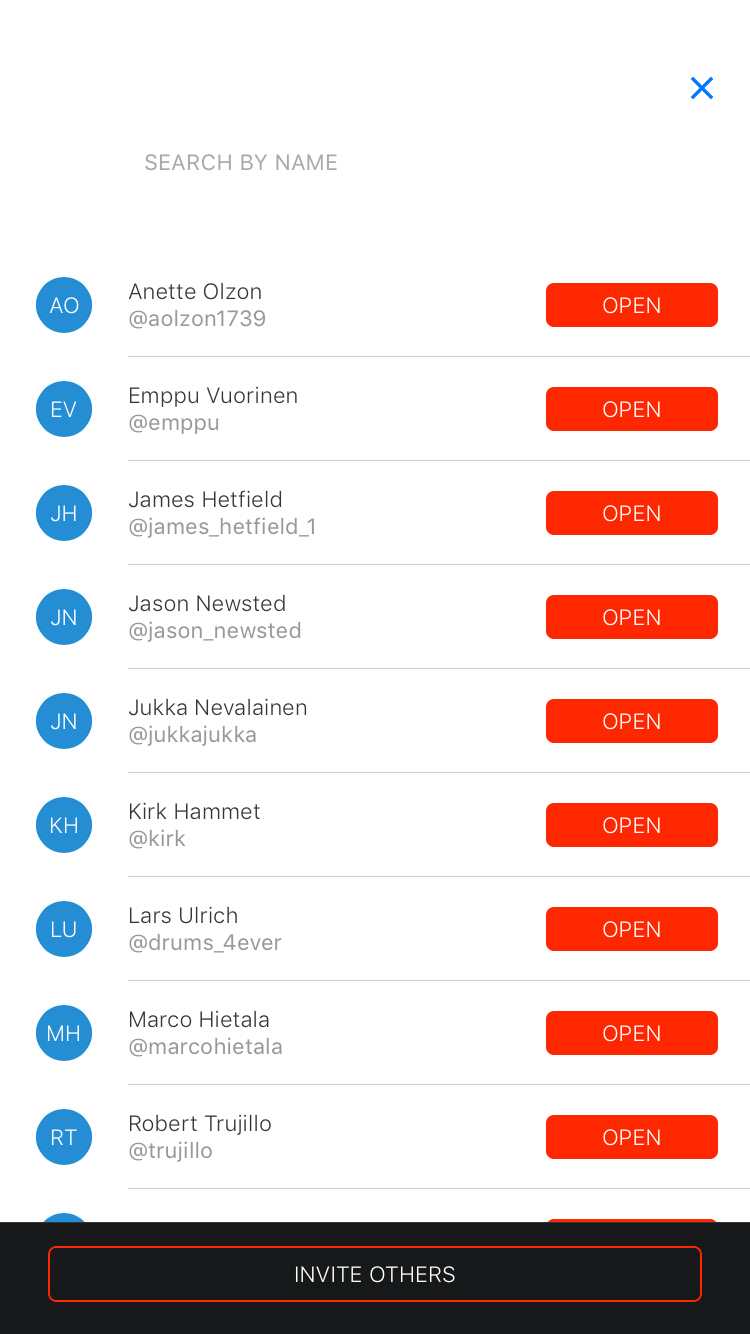 SEARCH BY NAME
AO
Anette Olzon
@aolzon1739
OPEN
EV
Emppu Vuorinen
@emppu
OPEN
JH
James Hetfield
@james_hetfield_1
OPEN
JN
Jason Newsted
@jason_newsted
OPEN
JN
Jukka Nevalainen
@jukkajukka
OPEN
KH
Kirk Hammet
@kirk
OPEN
LU
Lars Ulrich
@drums_4ever
OPEN
MH
Marco Hietala
@marcohietala
OPEN
RT
Robert Trujillo
@trujillo
OPEN
INVITE OTHERS